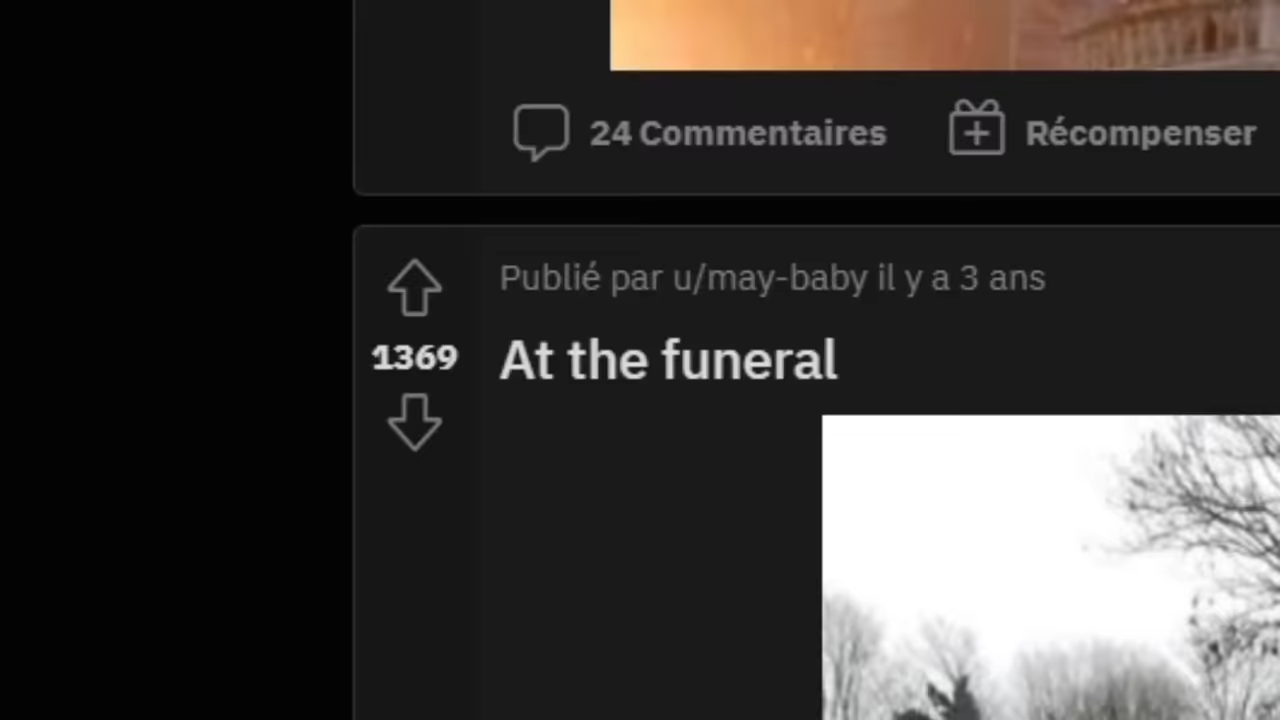 24 Commentaires Récompenser
Publié par u/may-baby il y a 3 ans
1369
At the funeral